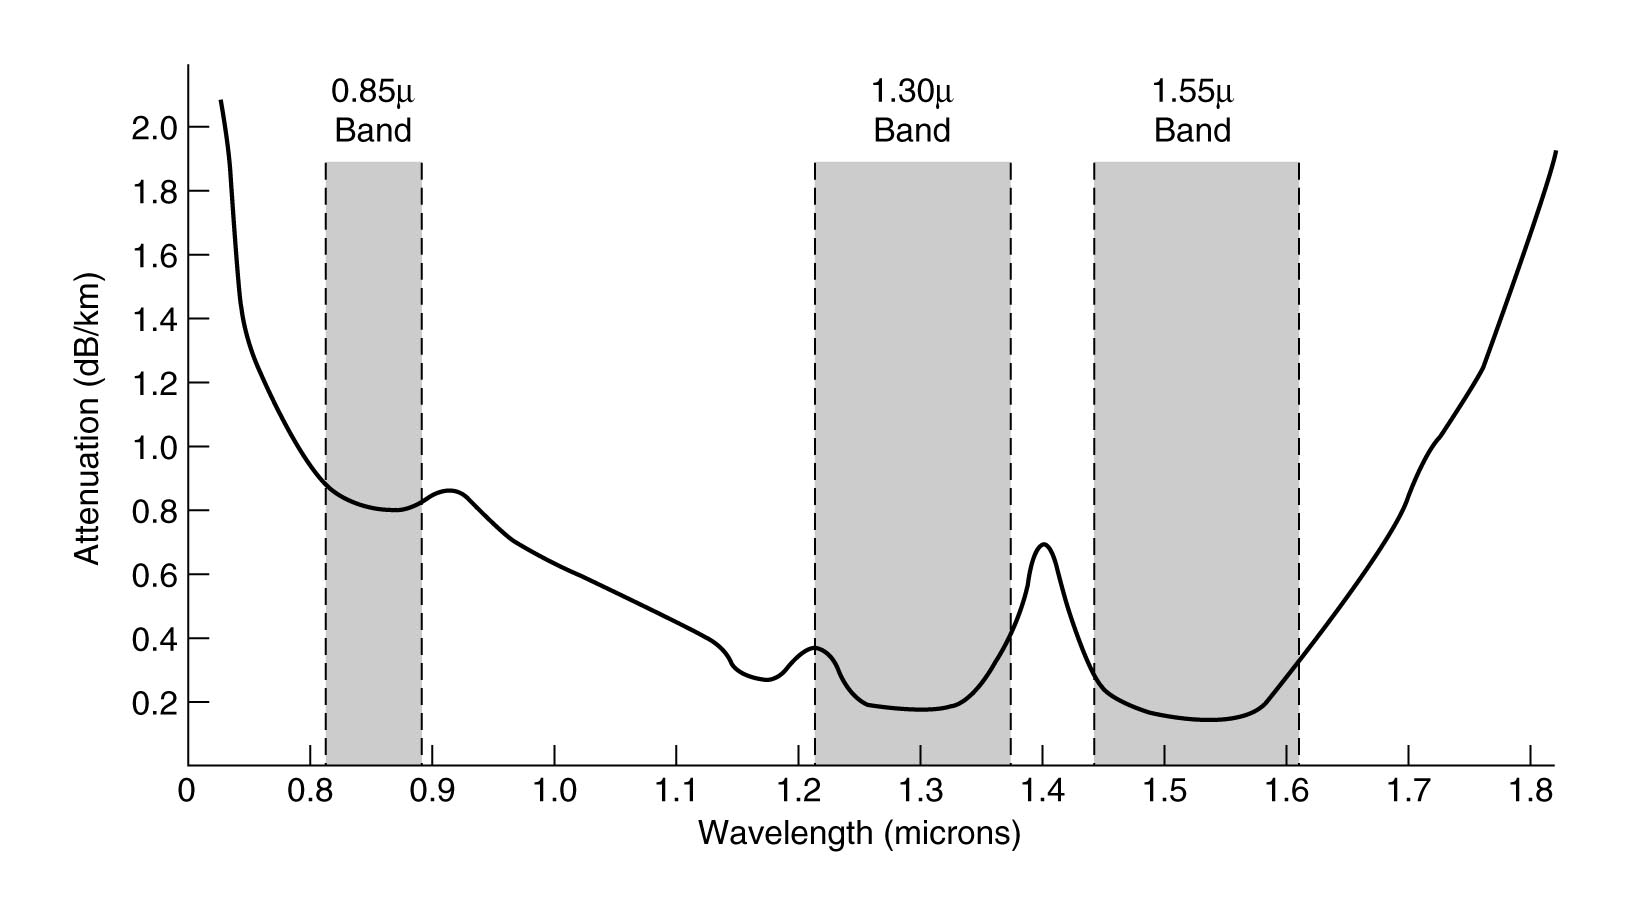 0.85μ
Band
1.30μ
Band
1.55μ
Band
2.0
1.8
1.6
1.4
1.2
1.0
0.8
0.6
0.4
0.2
Attenuation (dB/km)
0 0.8 0.9 1.0 1.1 1.2 1.3 1.4 1.5 1.6 1.7 1.8
Wavelength (microns)